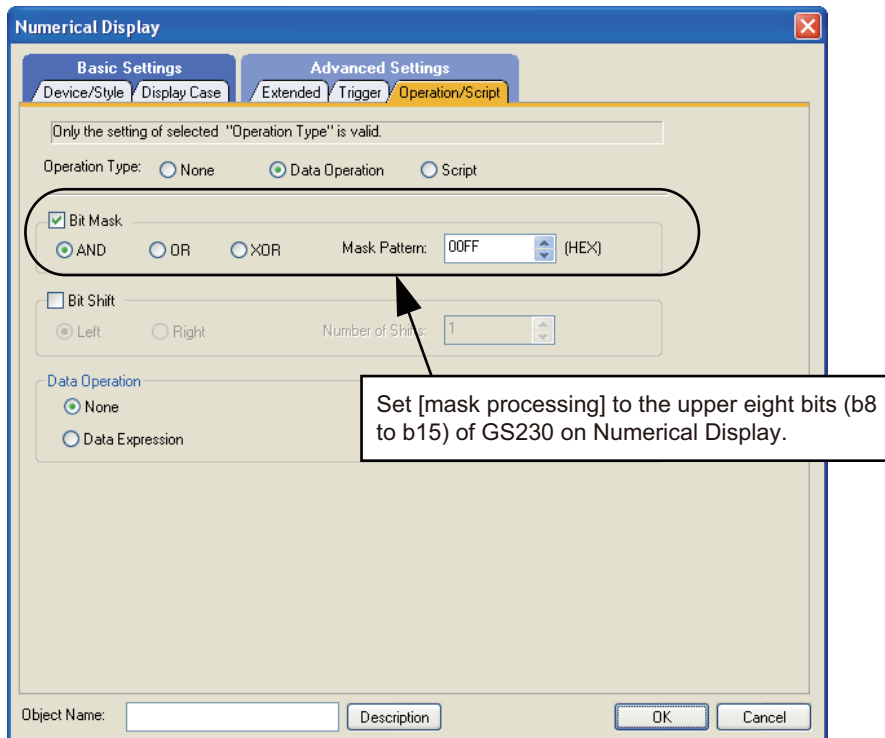 Numerical Display
Basic Settings
Advanced Settings
Device/Style
Display Case
Extended
Trigger
Operation/Script
Only the setting of selected "Operation Type" is valid.
Operation Type:
None
Data Operation
Script
Bit Mask
AND
OR
XOR
Mask Pattern:
00FF
(HEX)
Bit Shift
Left
Right
Number of Shifts:
1
Data Operation
None
Data Expression
Set [mask processing] to the upper eight bits (b8
to b15) of GS230 on Numerical Display.
Object Name:
Description
OK
Cancel